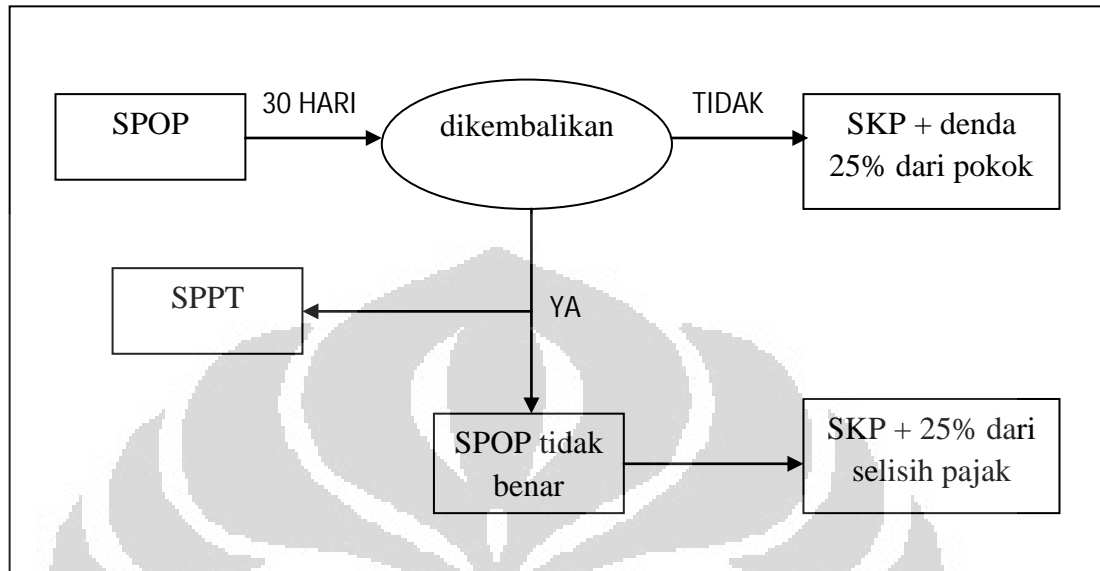 SPOP
30 HARI
dikembalikan
TIDAK
SKP + denda
25% dari pokok
SPPT
YA
SPOP tidak
benar
SKP + 25% dari
selisih pajak